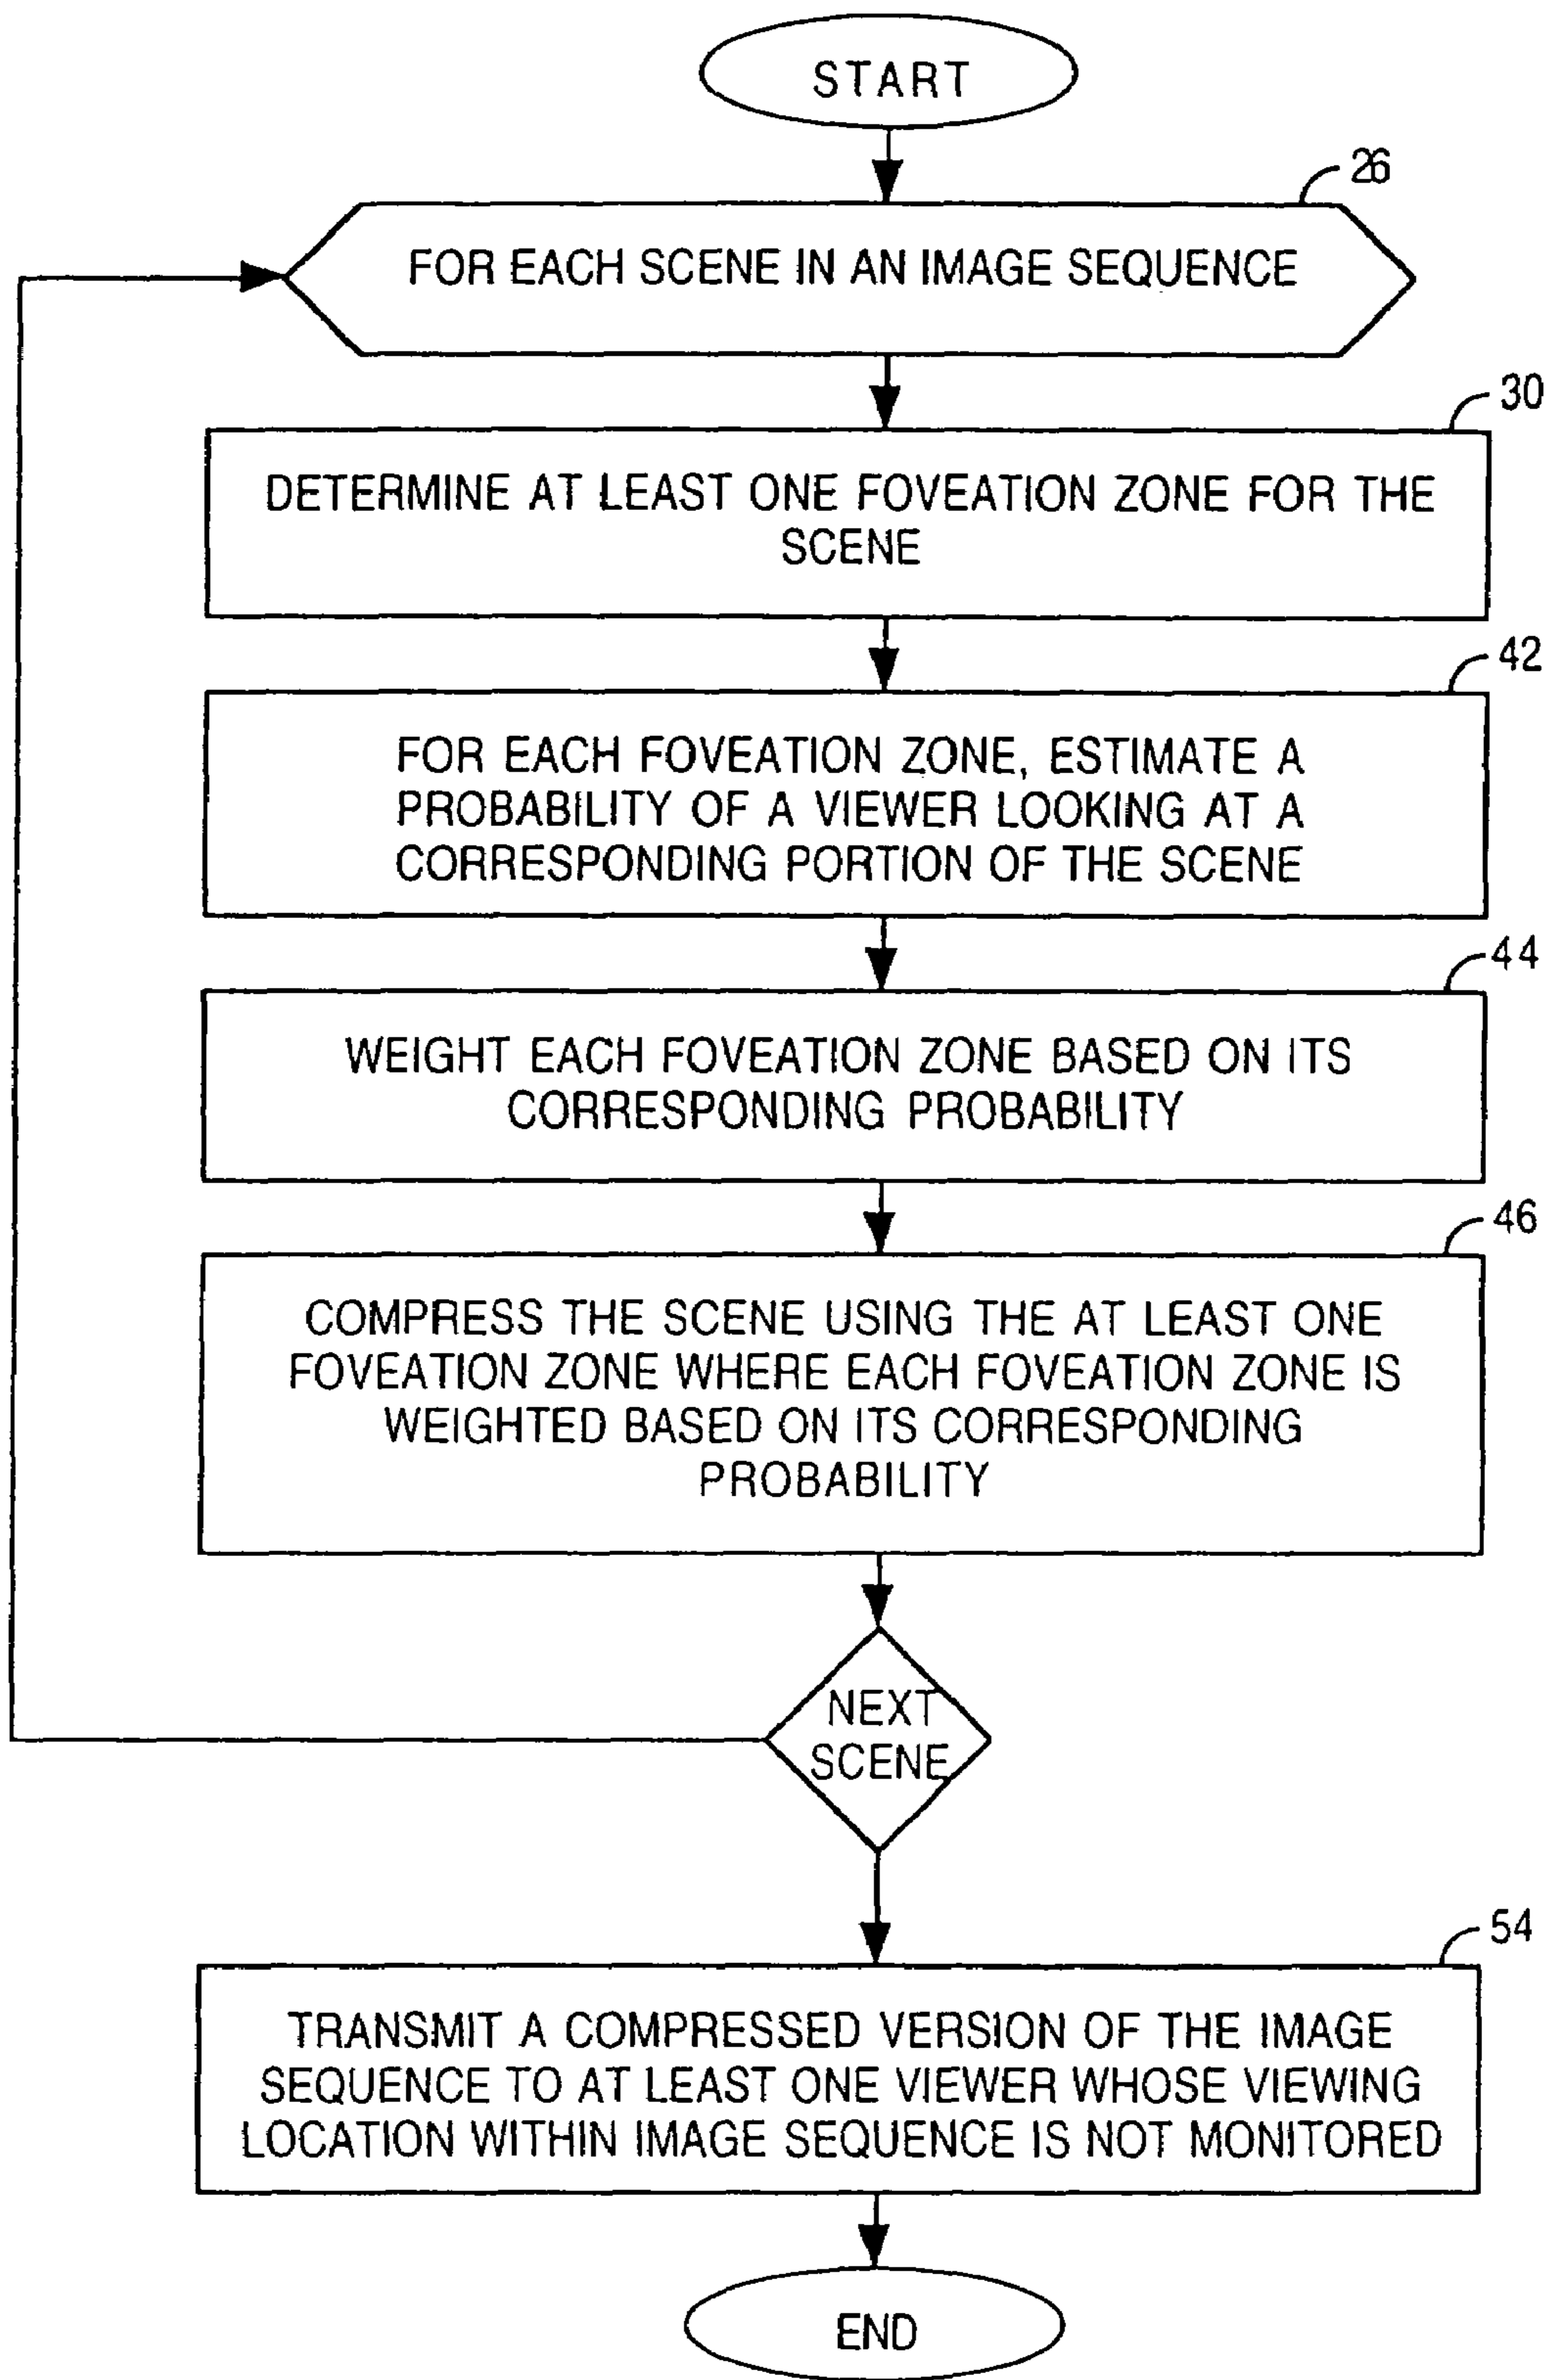 START
26
FOR EACH SCENE IN AN IMAGE SEQUENCE
30
DETERMINE AT LEAST ONE FOVEATION ZONE FOR THE
SCENE
42
FOR EACH FOVEATION ZONE, ESTIMATE A
PROBABILITY OF A VIEWER LOOKING AT A
CORRESPONDING PORTION OF THE SCENE
44
WEIGHT EACH FOVEATION ZONE BASED ON ITS
CORRESPONDING PROBABILITY
46
COMPRESS THE SCENE USING THE AT LEAST ONE
FOVEATION ZONE WHERE EACH FOVEATION ZONE IS
WEIGHTED BASED ON ITS CORRESPONDING
PROBABILITY
NEXT
SCENE
54
TRANSMIT A COMPRESSED VERSION OF THE IMAGE
SEQUENCE TO AT LEAST ONE VIEWER WHOSE VIEWING
LOCATION WITHIN IMAGE SEQUENCE IS NOT MONITORED
END